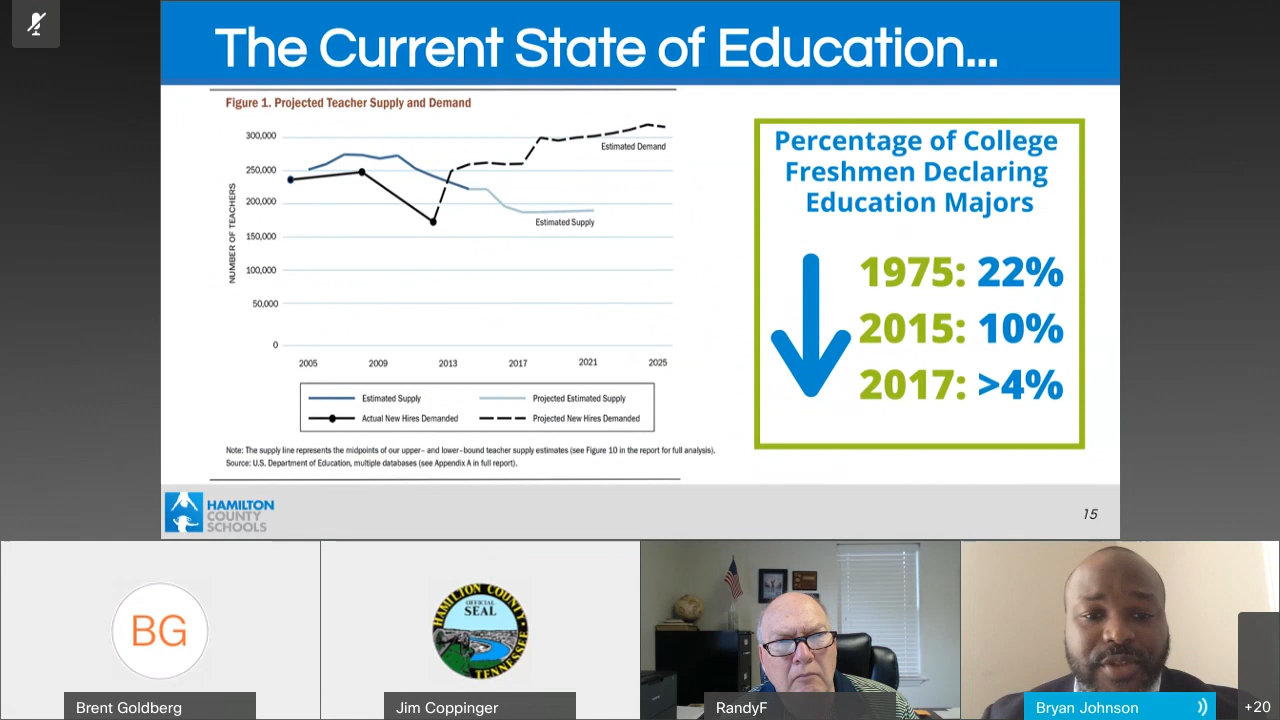 The Current State of Education...
Figure 1. Projected Teacher Supply and Demand
NUMBER OF TEACHERS
300,000
250,000
200,000
150,000
100,000
50,000
0
Estimated Demand
Estimated Supply
2005 2009 2013 2017 2021 2025
Estimated Supply Projected Estimated Supply
Actual New Hires Demanded Projected New Hires Demanded
Note: The supply line represents the midpoints of our upper– and lower–bound teacher supply estimates (see Figure 10 in the report for full analysis).
Source: U.S. Department of Education, multiple databases (see Appendix A in full report).
Percentage of College
Freshmen Declaring
Education Majors
1975: 22%
2015: 10%
2017: >4%
HAMILTON
COUNTY
SCHOOLS
15
BG
Brent Goldberg
HAMILTON COUNTY
OFFICIAL
SEAL
TENNESSEE
Jim Coppinger
RandyF
Bryan Johnson
+20